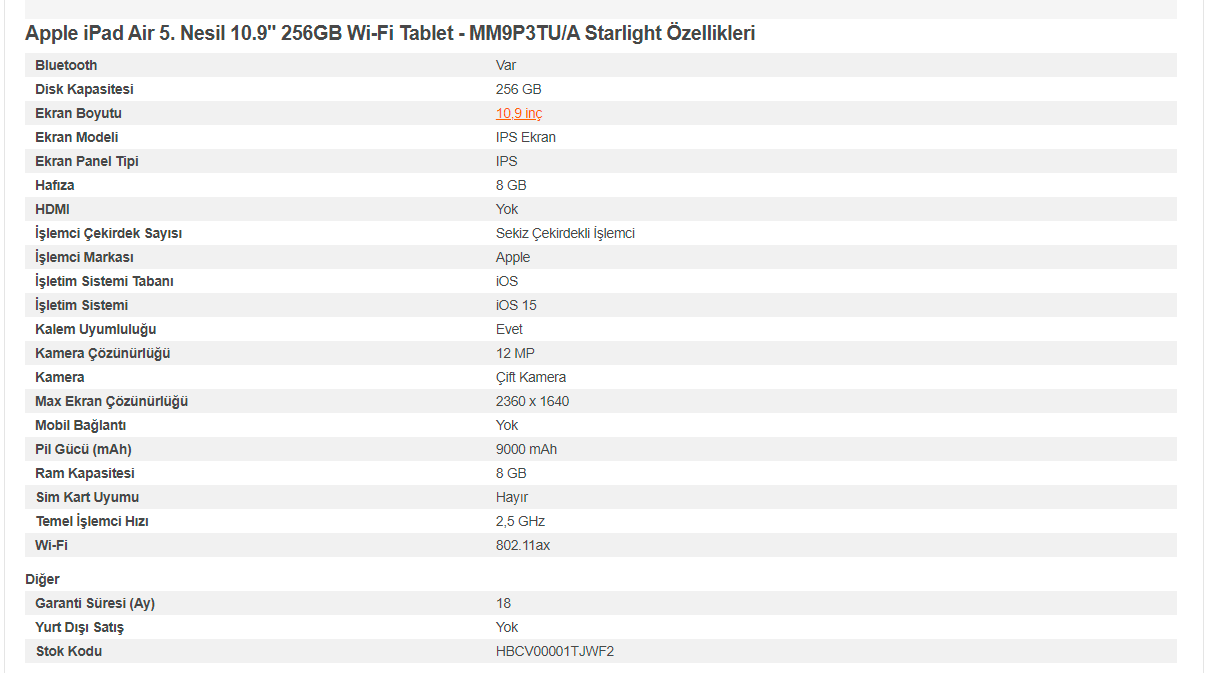 Apple iPad Air 5. Nesil 10.9" 256GB Wi-Fi Tablet - MM9P3TU/A Starlight Özellikleri
Bluetooth Var
Disk Kapasitesi 256 GB
Ekran Boyutu 10,9 inç
Ekran Modeli IPS Ekran
Ekran Panel Tipi IPS
Hafıza 8 GB
HDMI Yok
İşlemci Çekirdek Sayısı Sekiz Çekirdekli İşlemci
İşlemci Markası Apple
İşletim Sistemi Tabanı iOS
İşletim Sistemi iOS 15
Kalem Uyumluluğu Evet
Kamera Çözünürlüğü 12 MP
Kamera Çift Kamera
Max Ekran Çözünürlüğü 2360 x 1640
Mobil Bağlantı Yok
Pil Gücü (mAh) 9000 mAh
Ram Kapasitesi 8 GB
Sim Kart Uyumu Hayır
Temel İşlemci Hızı 2,5 GHz
Wi-Fi 802.11ax
Diğer
Garanti Süresi (Ay) 18
Yurt Dışı Satış Yok
Stok Kodu HBCV00001TJWF2